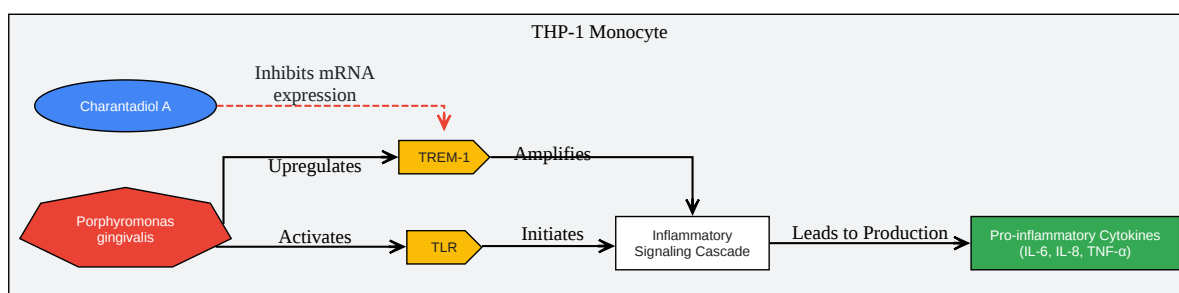 THP-1 Monocyte
Inhibits mRNA
expression
Charantadiol A
TREM-1
Amplifies
Upregulates
Porphyromonas
gingivalis
Activates
TLR
Initiates
Inflammatory
Signaling Cascade
Leads to Production
Pro-inflammatory Cytokines
(IL-6, IL-8, TNF-α)